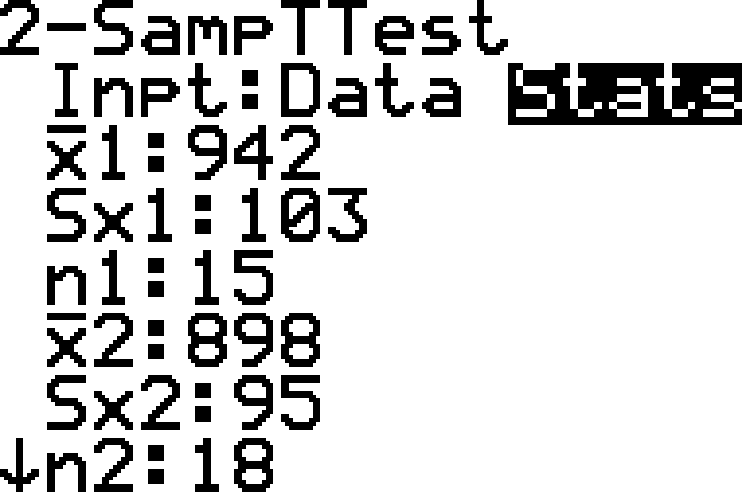 2-SampTTest
Inpt:Data Stats
x̄1:942
Sx1:103
n1:15
x̄2:898
Sx2:95
↓n2:18